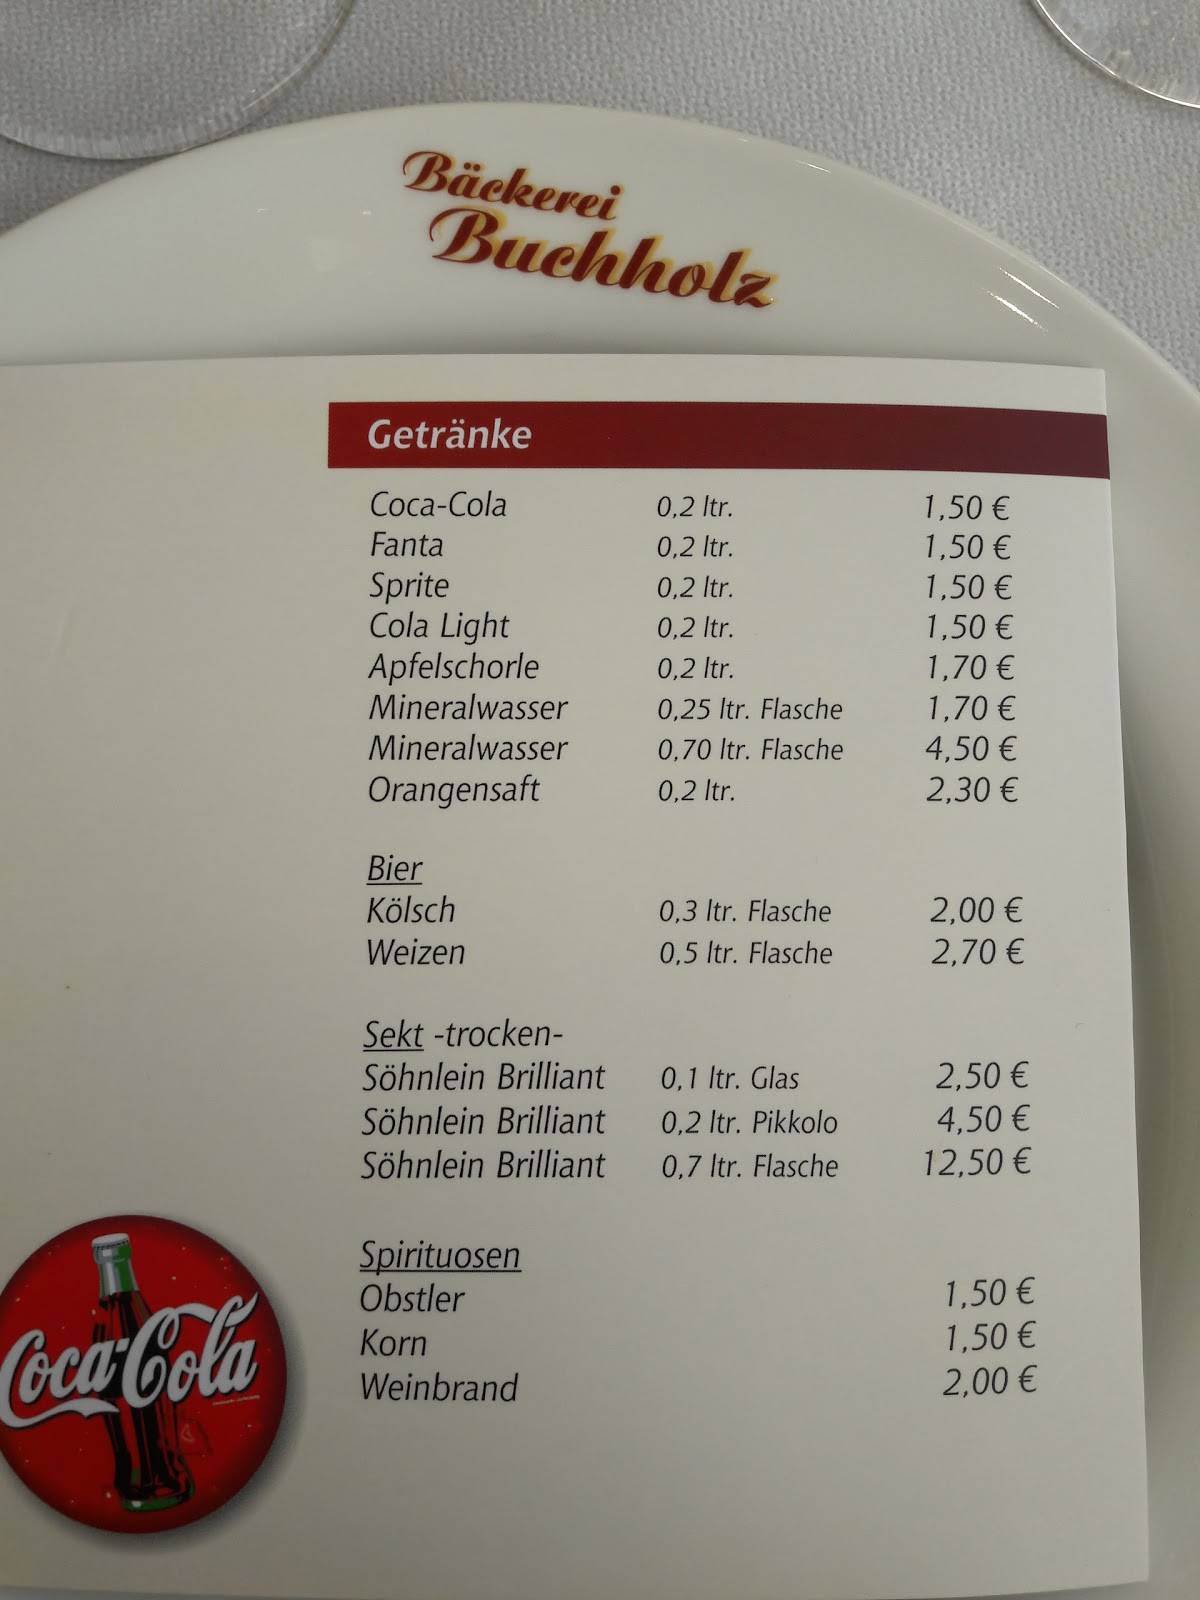 Bäckerei
Buchholz
Getränke
Coca-Cola 0,2 ltr. 1,50 €
Fanta 0,2 ltr. 1,50 €
Sprite 0,2 ltr. 1,50 €
Cola Light 0,2 ltr. 1,50 €
Apfelschorle 0,2 ltr. 1,70 €
Mineralwasser 0,25 ltr. Flasche 1,70 €
Mineralwasser 0,70 ltr. Flasche 4,50 €
Orangensaft 0,2 ltr. 2,30 €
Bier
Kölsch 0,3 ltr. Flasche 2,00 €
Weizen 0,5 ltr. Flasche 2,70 €
Sekt -trocken-
Söhnlein Brilliant 0,1 ltr. Glas 2,50 €
Söhnlein Brilliant 0,2 ltr. Pikkolo 4,50 €
Söhnlein Brilliant 0,7 ltr. Flasche 12,50 €
Spirituosen
Obstler 1,50 €
Korn 1,50 €
Weinbrand 2,00 €
Coca-Cola